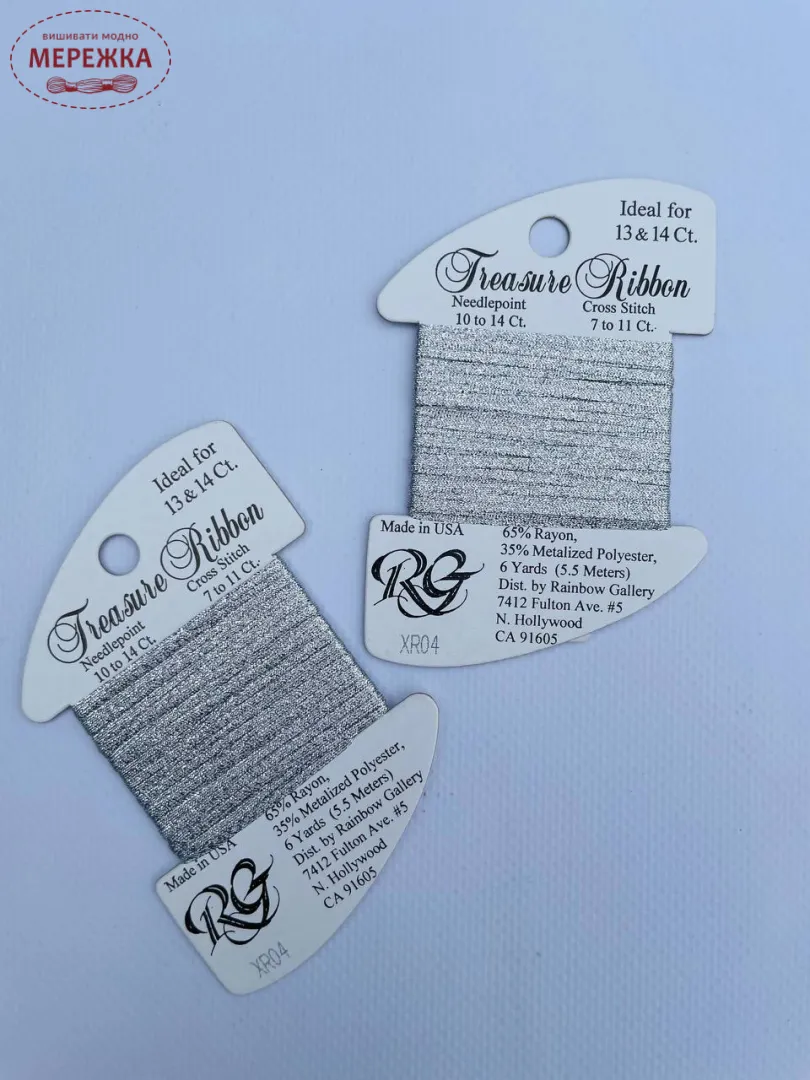 вишивати модно
МЕРЕЖКА
Ideal for
13 & 14 Ct.
Treasure Ribbon
Needlepoint
10 to 14 Ct.
Cross Stitch
7 to 11 Ct.
Made in USA
RG
XR04
65% Rayon,
35% Metalized Polyester,
6 Yards (5.5 Meters)
Dist. by Rainbow Gallery
7412 Fulton Ave. #5
N. Hollywood
CA 91605
Ideal for
13 & 14 Ct.
Treasure Ribbon
Needlepoint
10 to 14 Ct.
Cross Stitch
7 to 11 Ct.
Made in USA
RG
XR04
65% Rayon,
35% Metalized Polyester,
6 Yards (5.5 Meters)
Dist. by Rainbow Gallery
7412 Fulton Ave. #5
N. Hollywood
CA 91605